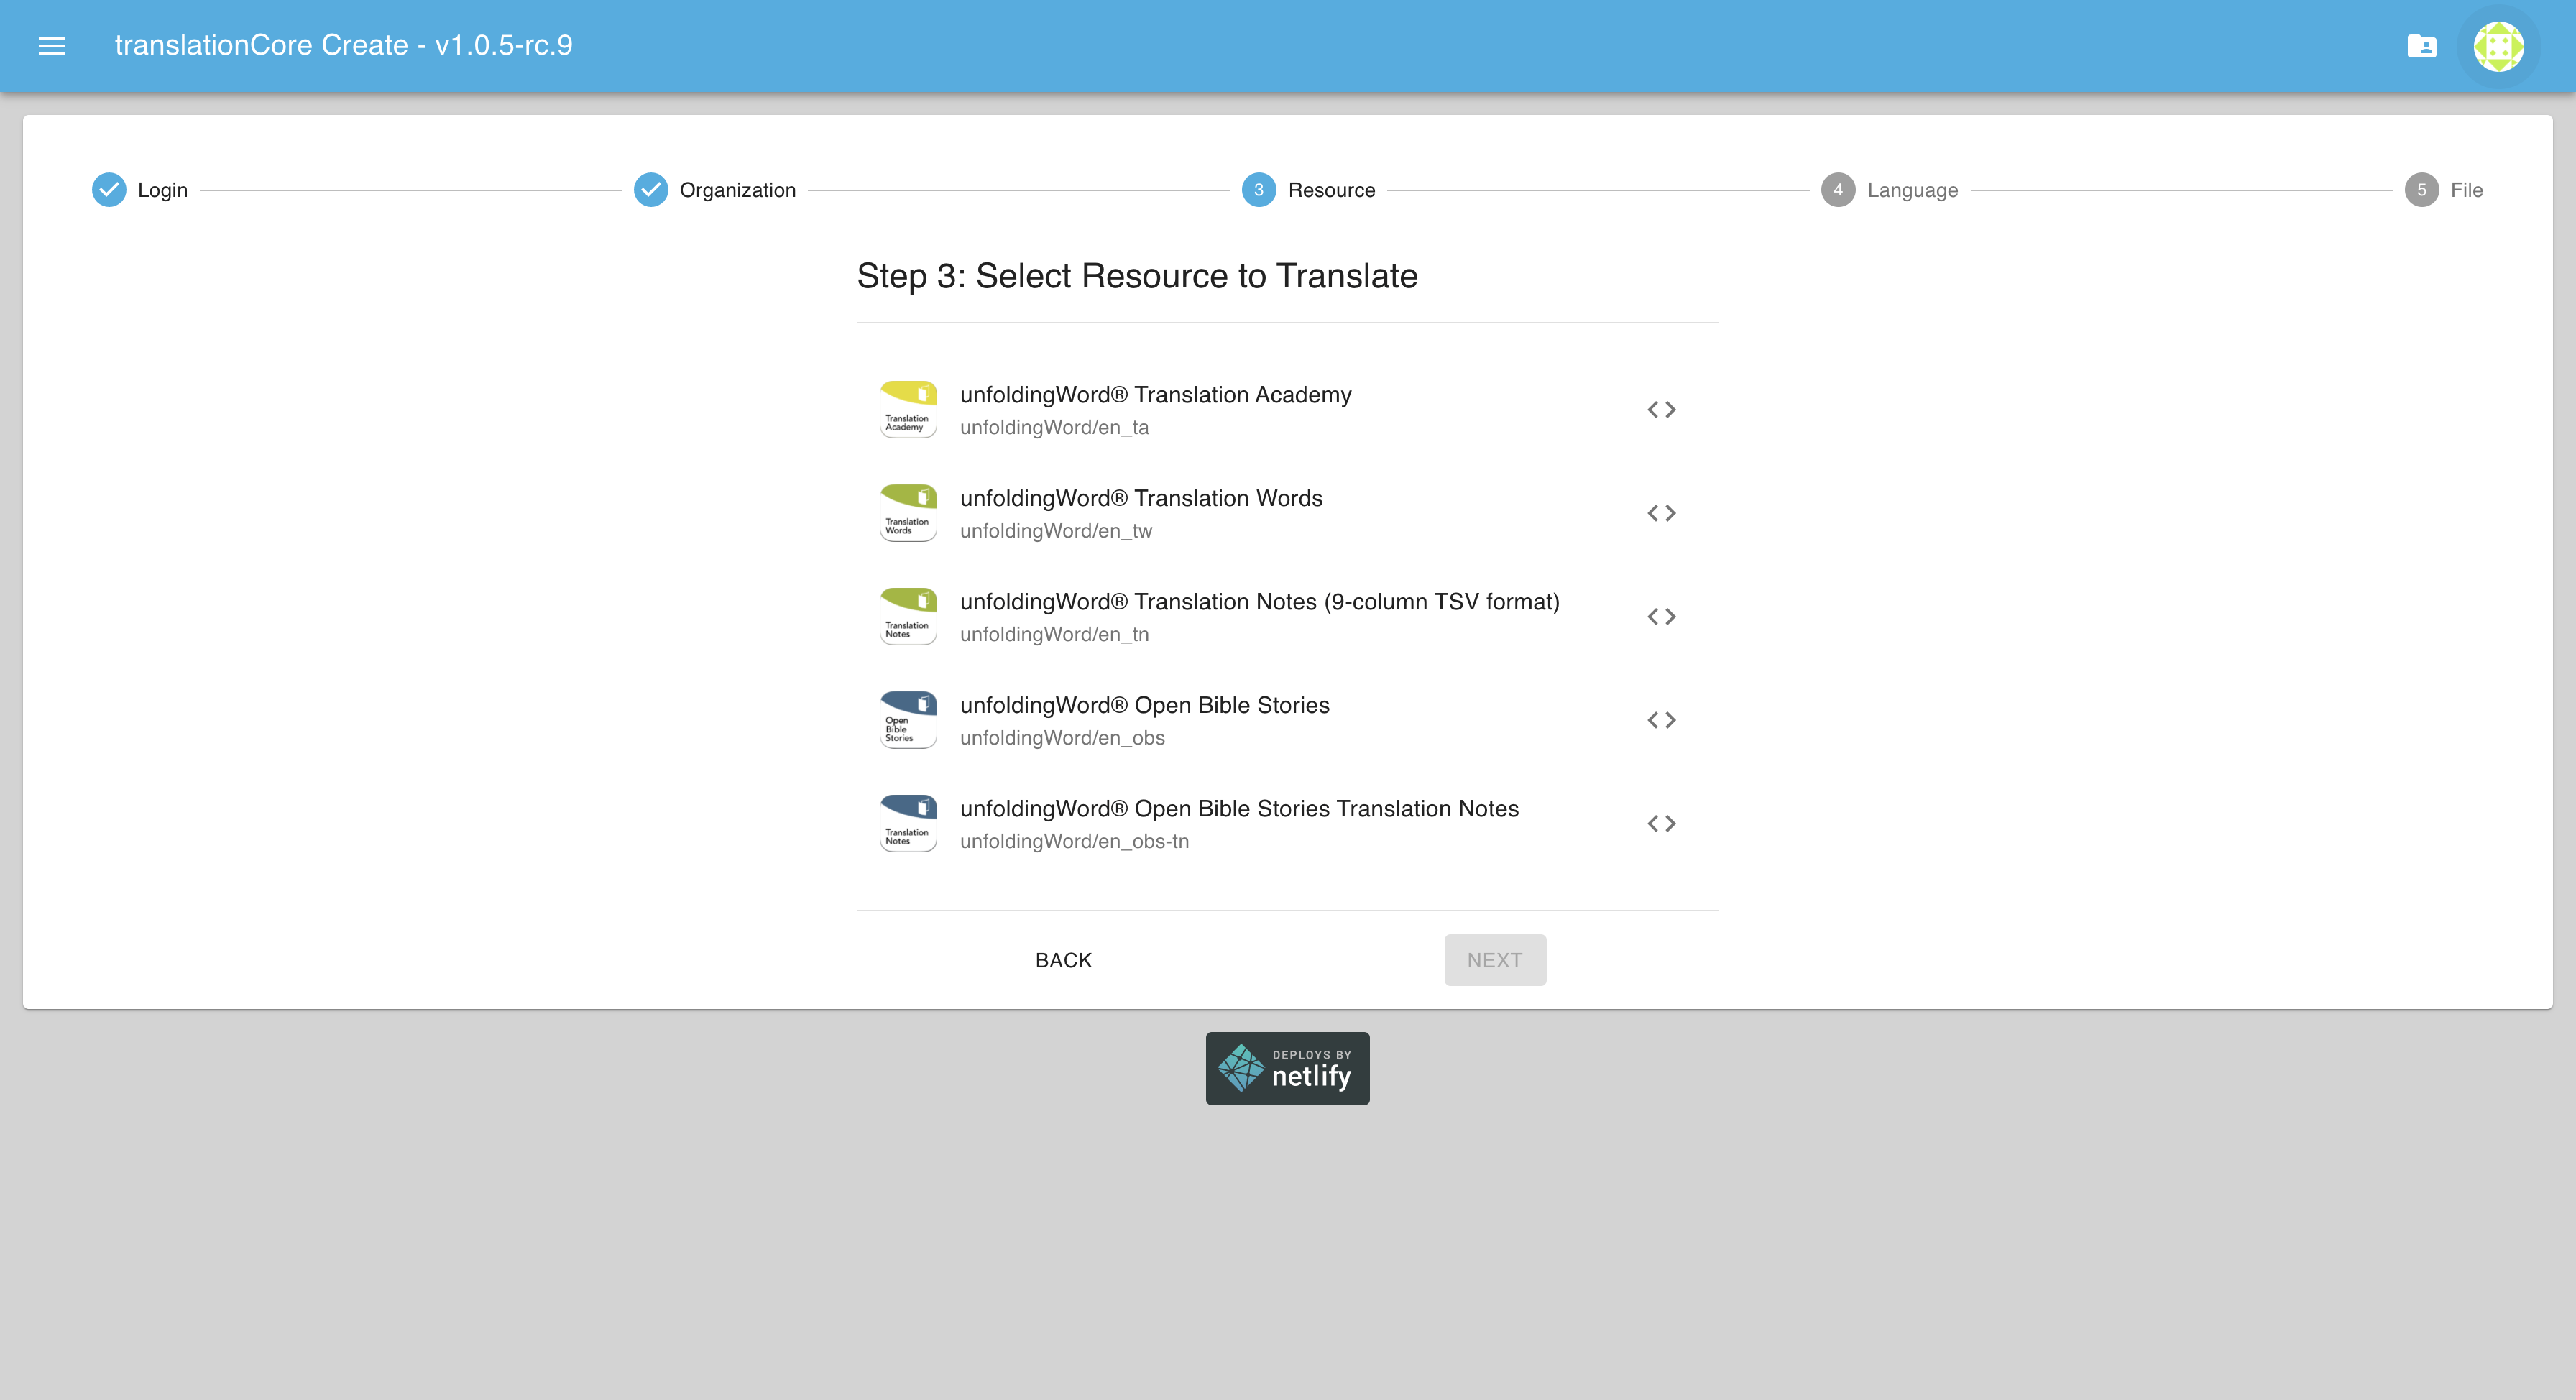 translationCore Create - v1.0.5-rc.9
Login
Organization
3 Resource
4 Language
5 File
Step 3: Select Resource to Translate
Translation
Academy
unfoldingWord® Translation Academy
unfoldingWord/en_ta
Translation
Words
unfoldingWord® Translation Words
unfoldingWord/en_tw
Translation
Notes
unfoldingWord® Translation Notes (9-column TSV format)
unfoldingWord/en_tn
Open
Bible
Stories
unfoldingWord® Open Bible Stories
unfoldingWord/en_obs
Translation
Notes
unfoldingWord® Open Bible Stories Translation Notes
unfoldingWord/en_obs-tn
BACK
NEXT
DEPLOYS BY
netlify